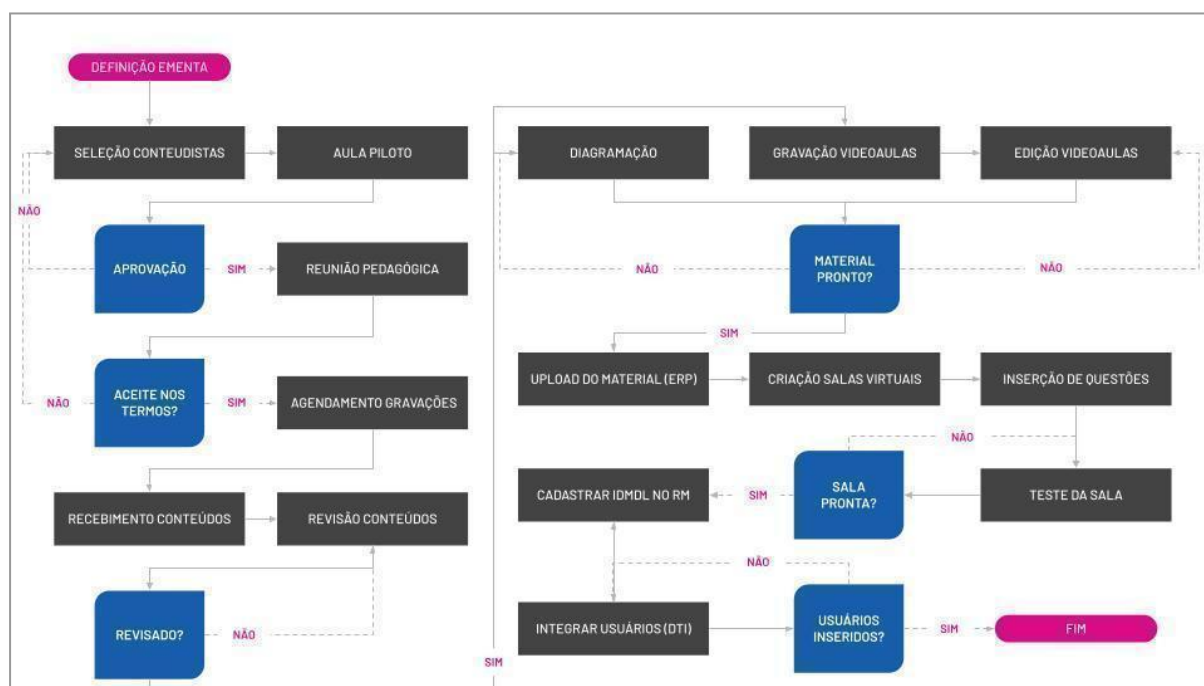 DEFINIÇÃO EMENTA
SELEÇÃO CONTEUDISTAS
AULA PILOTO
NÃO
APROVAÇÃO
SIM
REUNIÃO PEDAGÓGICA
NÃO
ACEITE NOS
TERMOS?
SIM
AGENDAMENTO GRAVAÇÕES
RECEBIMENTO CONTEÚDOS
REVISÃO CONTEÚDOS
REVISADO?
NÃO
SIM
DIAGRAMAÇÃO
GRAVAÇÃO VIDEOAULAS
EDIÇÃO VIDEOAULAS
NÃO
MATERIAL
PRONTO?
NÃO
SIM
UPLOAD DO MATERIAL (ERP)
CRIAÇÃO SALAS VIRTUAIS
INSERÇÃO DE QUESTÕES
NÃO
CADASTRAR IDMDL NO RM
SIM
SALA
PRONTA?
TESTE DA SALA
NÃO
INTEGRAR USUÁRIOS (DTI)
USUÁRIOS
INSERIDOS?
SIM
FIM